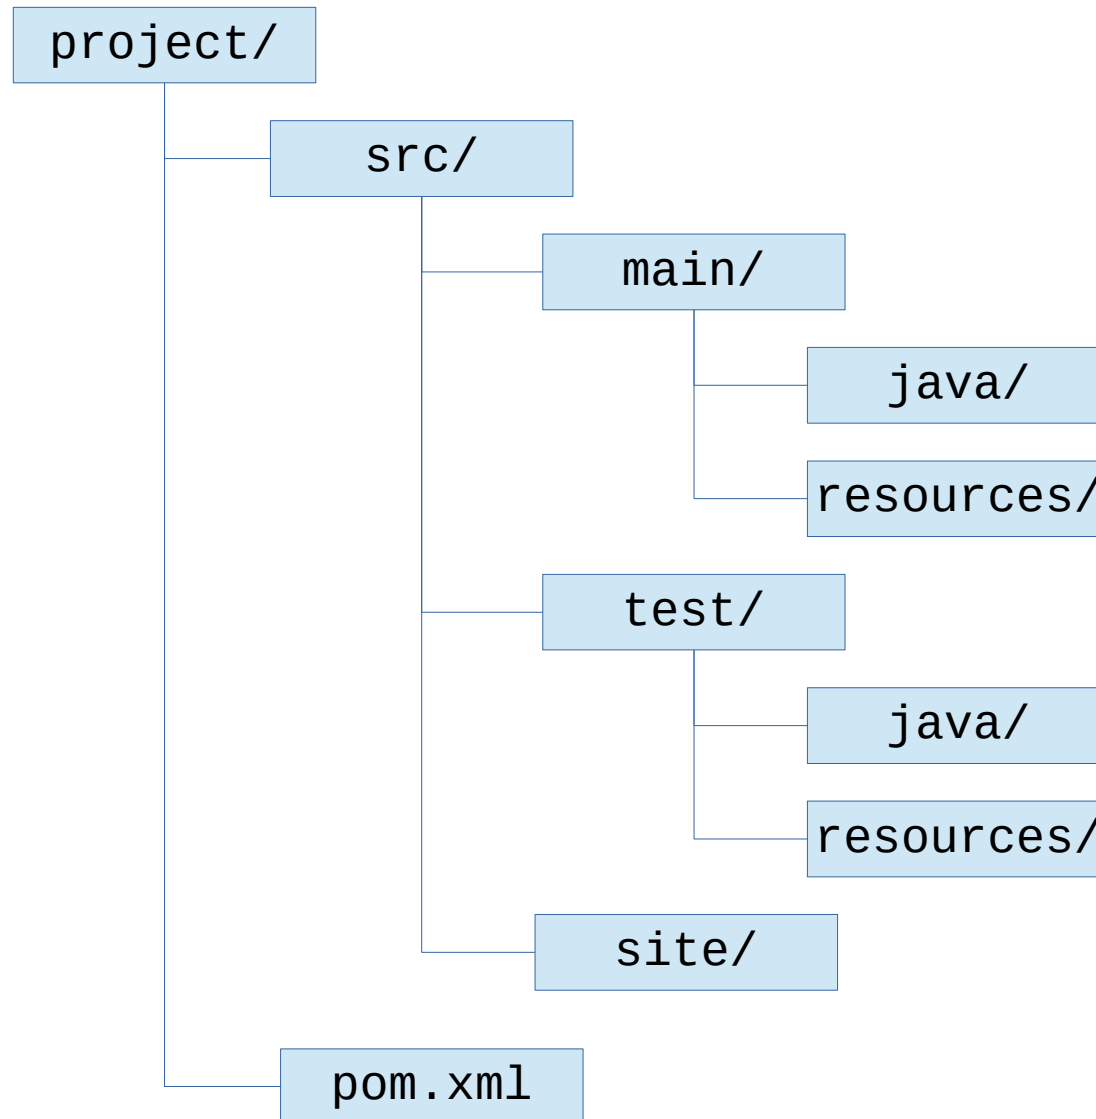 project/
src/
main/
java/
resources/
test/
java/
resources/
site/
pom.xml